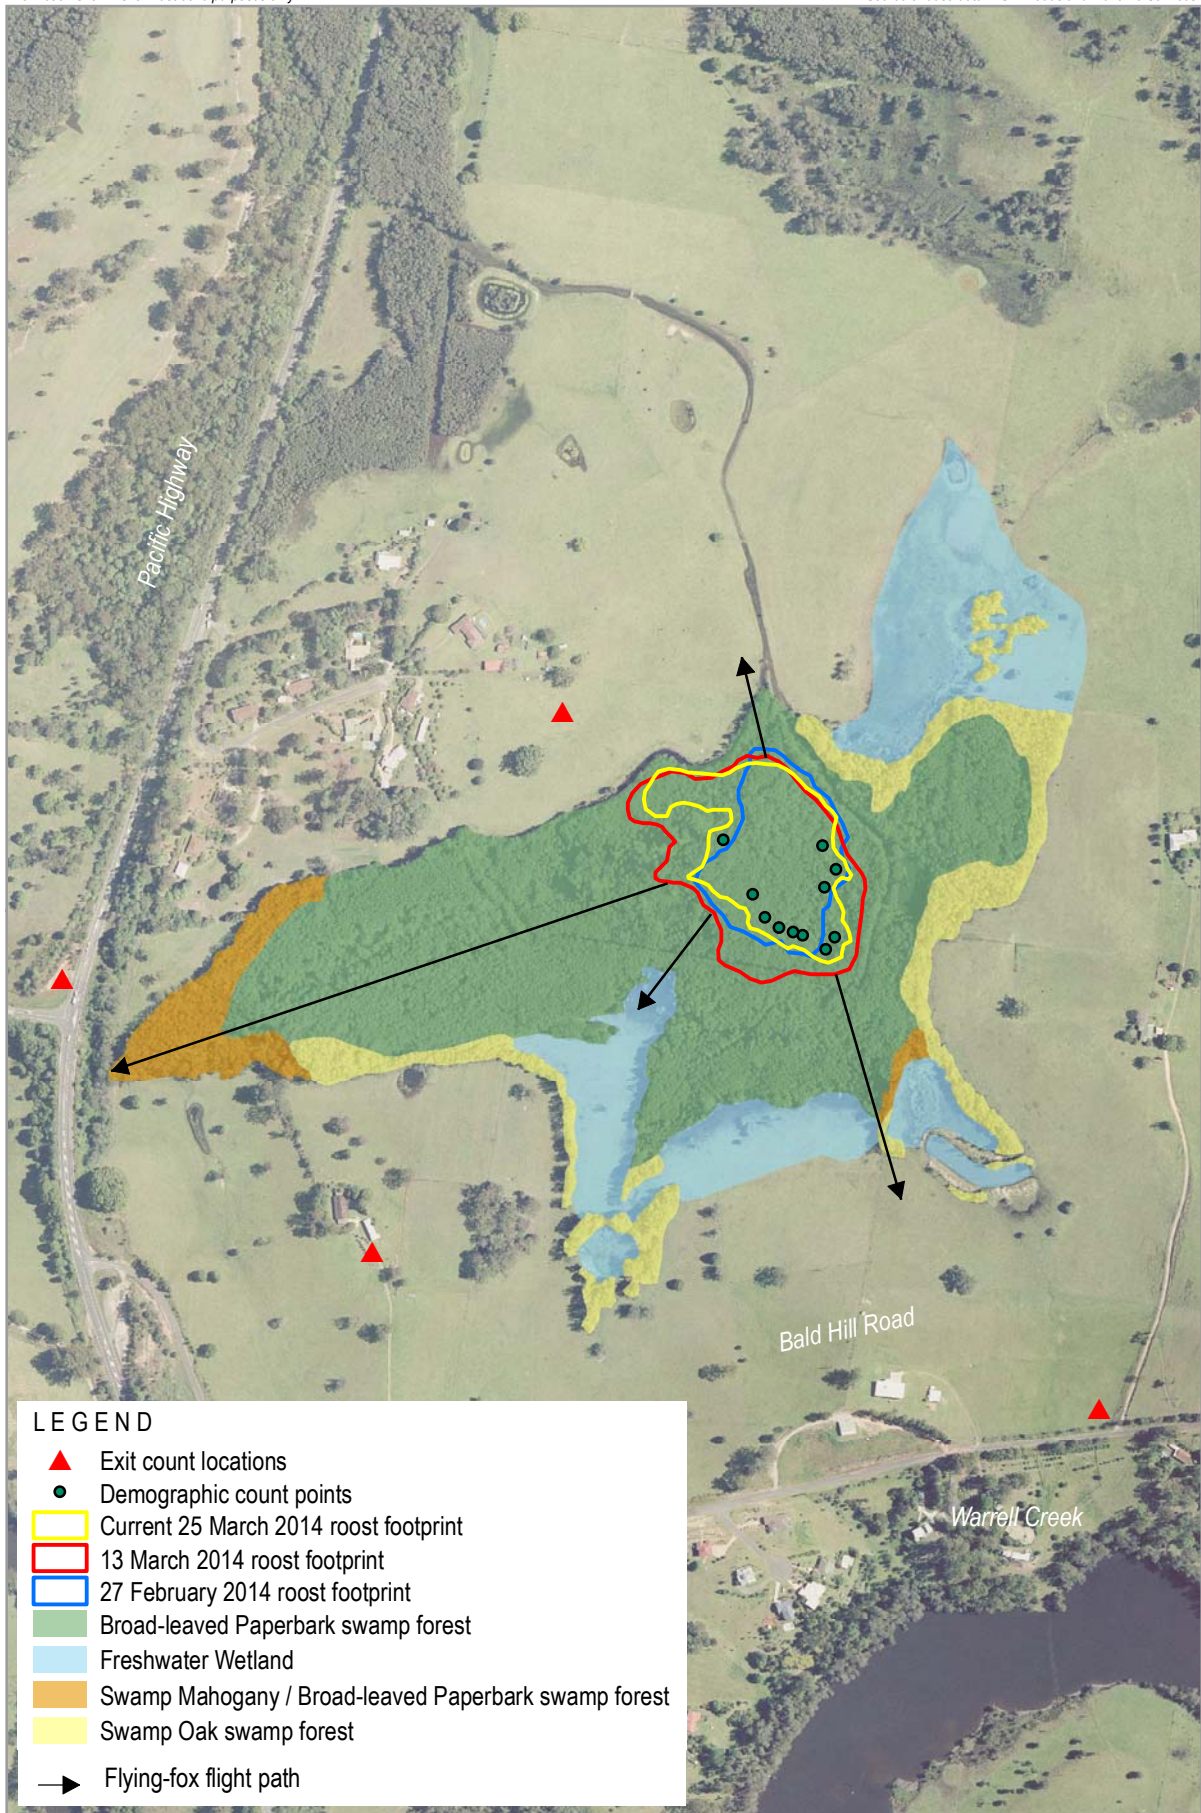 Pacific Highway
Bald Hill Road
Warrell Creek
LEGEND
Exit count locations
Demographic count points
Current 25 March 2014 roost footprint
13 March 2014 roost footprint
27 February 2014 roost footprint
Broad-leaved Paperbark swamp forest
Freshwater Wetland
Swamp Mahogany / Broad-leaved Paperbark swamp forest
Swamp Oak swamp forest
Flying-fox flight path